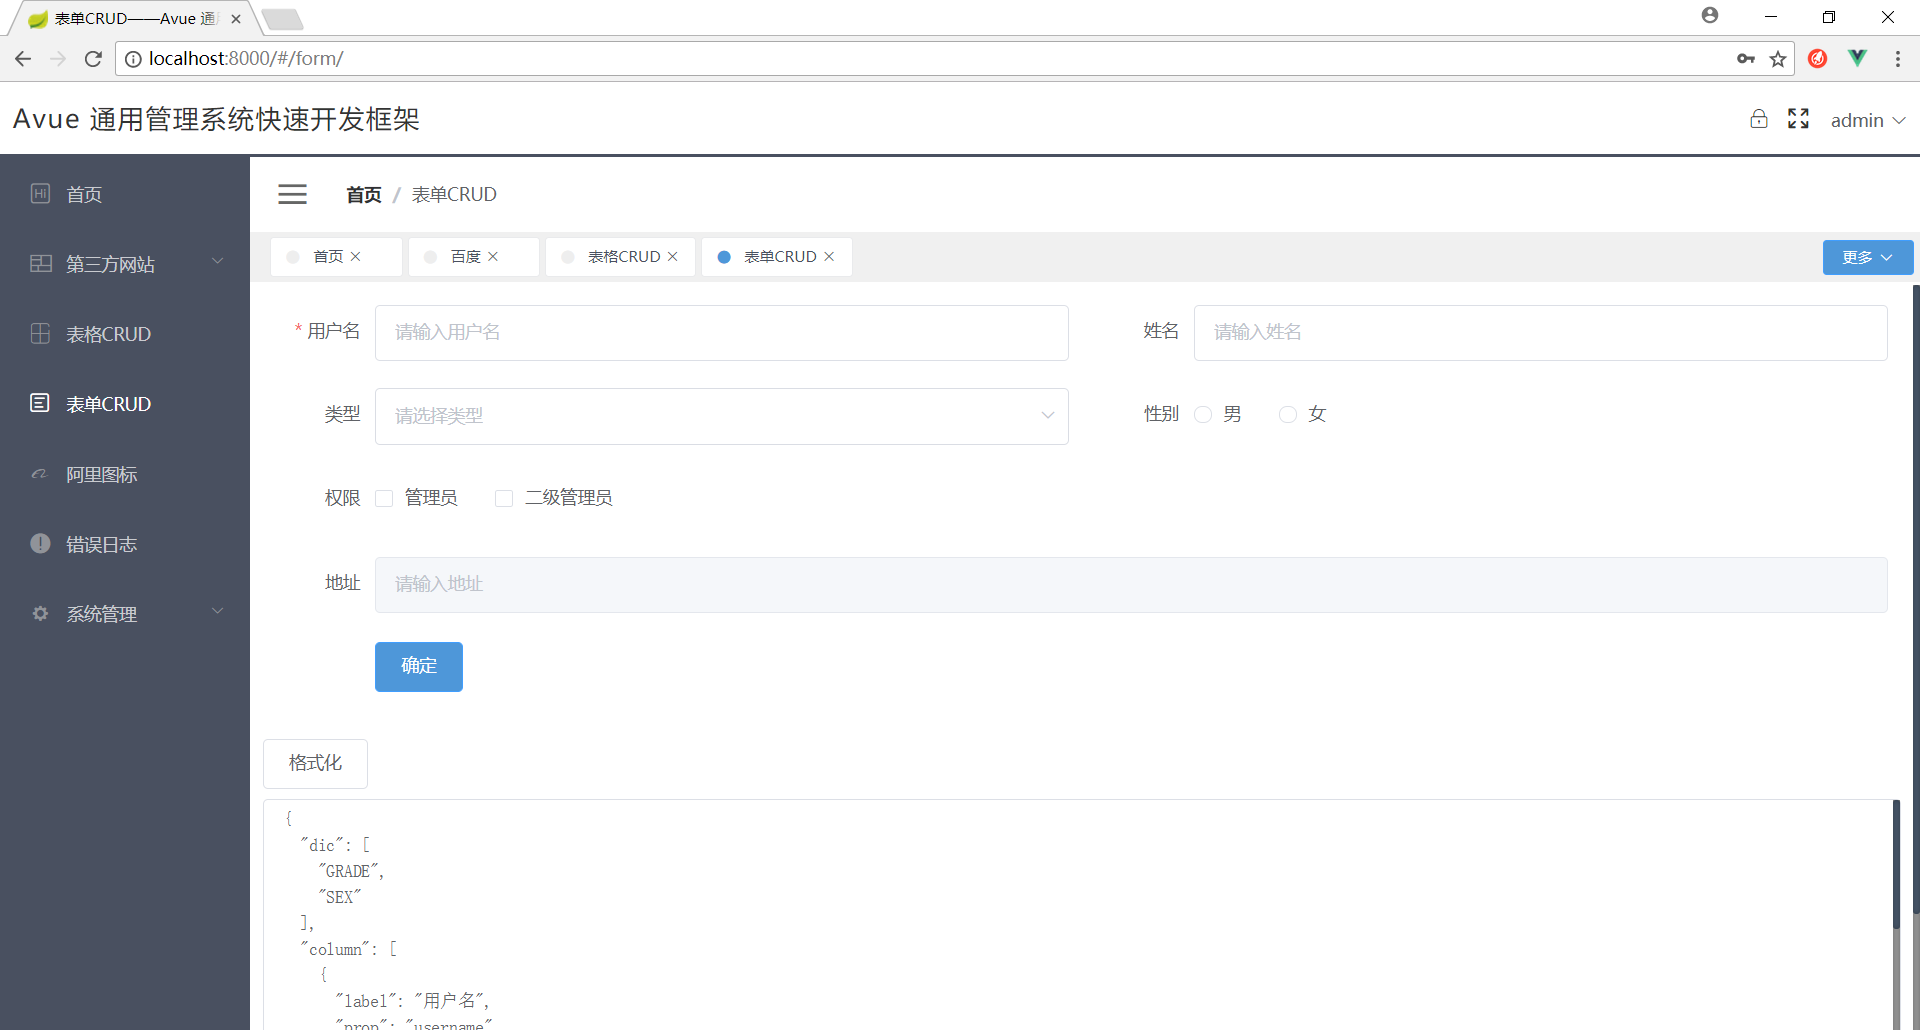 表单CRUD——Avue 通
localhost:8000/#/form/
Avue 通用管理系统快速开发框架
admin
首页
第三方网站
表格CRUD
表单CRUD
阿里图标
错误日志
系统管理
首页 / 表单CRUD
首页 百度 表格CRUD 表单CRUD 更多
* 用户名 请输入用户名 姓名 请输入姓名
类型 请选择类型 性别 男 女
权限 管理员 二级管理员
地址 请输入地址
确定
格式化
{
"dic": [
"GRADE",
"SEX"
],
"column": [
{
"label": "用户名",
"prop": "username"